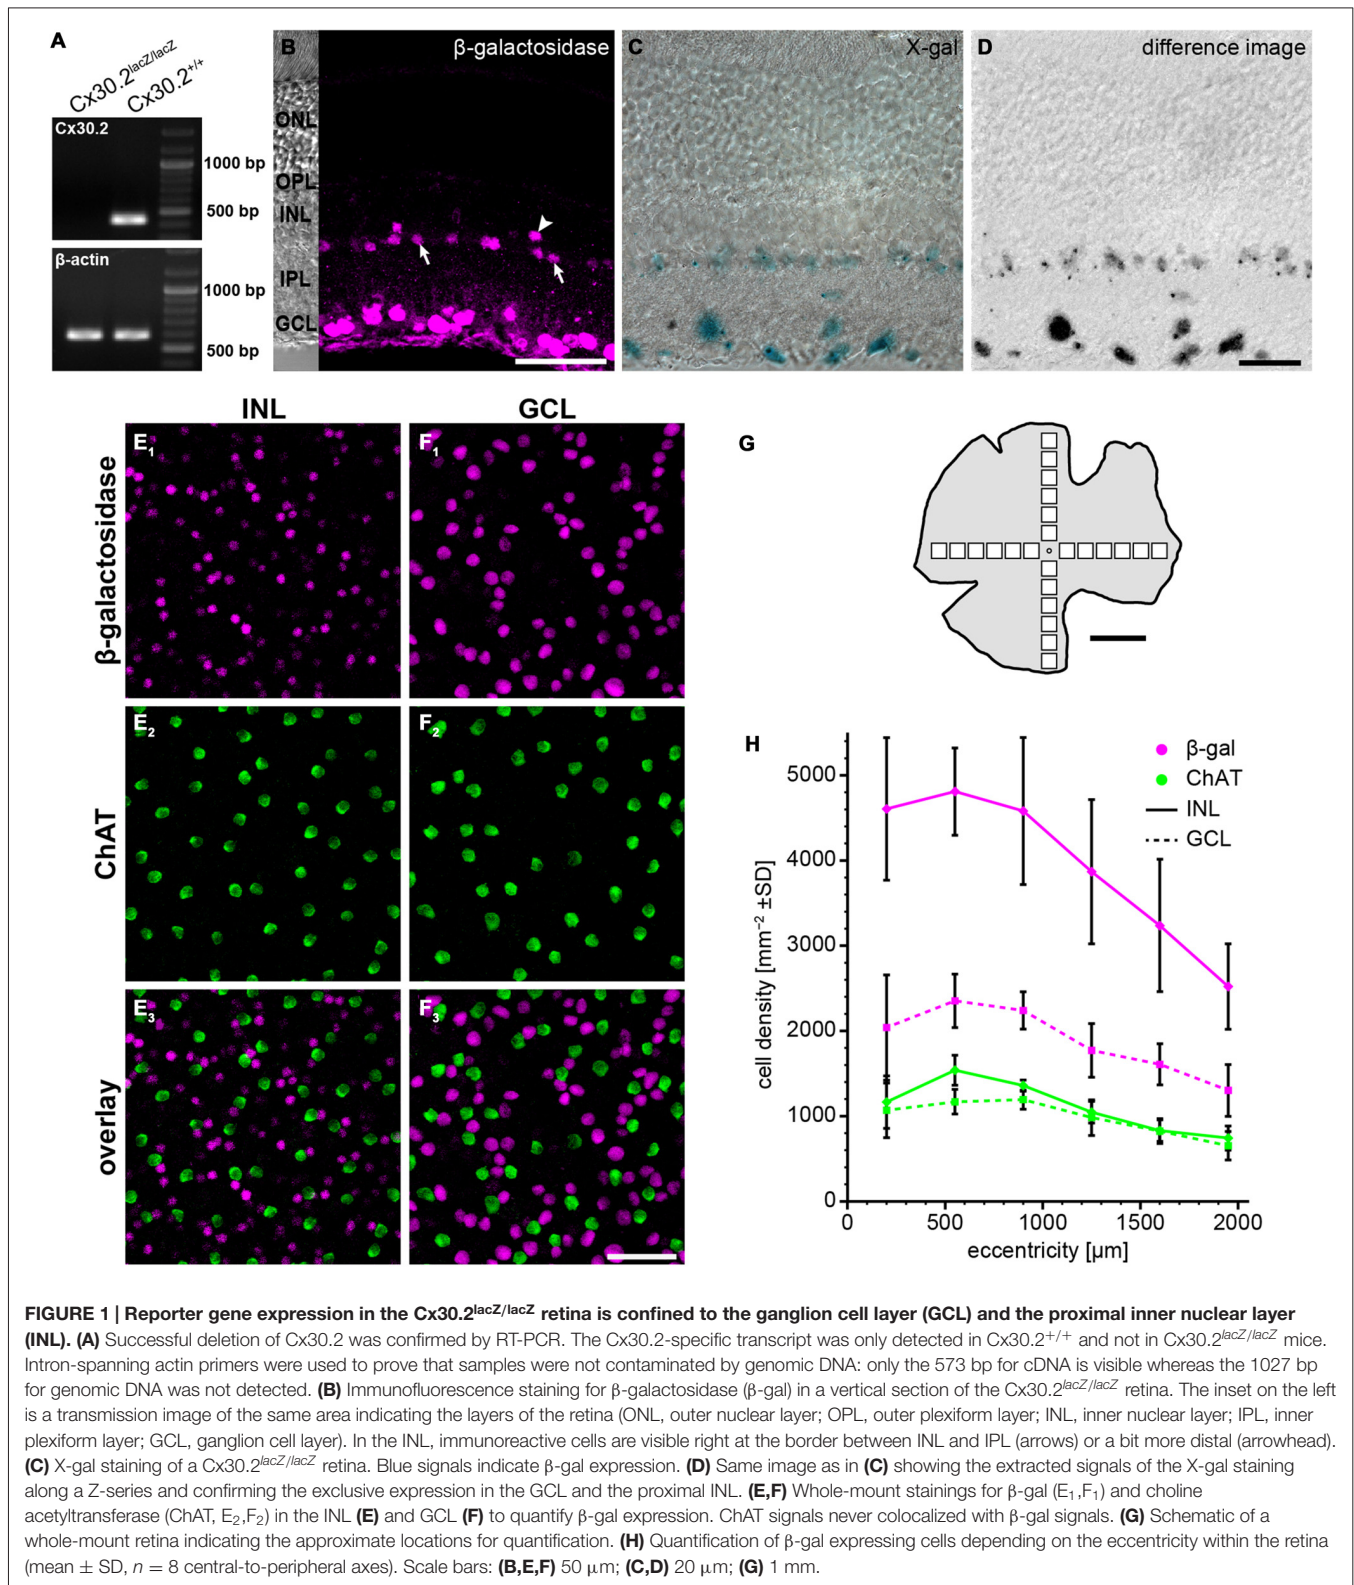 A
Cx30.2lacZ/lacZ
Cx30.2+/+
Cx30.2
1000 bp
500 bp
β-actin
1000 bp
500 bp
B
β-galactosidase
ONL
OPL
INL
IPL
GCL
C
X-gal
D
difference image
INL
GCL
β-galactosidase
E1
F1
ChAT
E2
F2
overlay
E3
F3
G
H
β-gal
ChAT
INL
GCL
cell density [mm⁻² ±SD]
5000
4000
3000
2000
1000
0
0 500 1000 1500 2000
eccentricity [µm]
FIGURE 1 | Reporter gene expression in the Cx30.2lacZ/lacZ retina is confined to the ganglion cell layer (GCL) and the proximal inner nuclear layer
(INL). (A) Successful deletion of Cx30.2 was confirmed by RT-PCR. The Cx30.2-specific transcript was only detected in Cx30.2+/+ and not in Cx30.2lacZ/lacZ mice.
Intron-spanning actin primers were used to prove that samples were not contaminated by genomic DNA: only the 573 bp for cDNA is visible whereas the 1027 bp
for genomic DNA was not detected. (B) Immunofluorescence staining for β-galactosidase (β-gal) in a vertical section of the Cx30.2lacZ/lacZ retina. The inset on the left
is a transmission image of the same area indicating the layers of the retina (ONL, outer nuclear layer; OPL, outer plexiform layer; INL, inner nuclear layer; IPL, inner
plexiform layer; GCL, ganglion cell layer). In the INL, immunoreactive cells are visible right at the border between INL and IPL (arrows) or a bit more distal (arrowhead).
(C) X-gal staining of a Cx30.2lacZ/lacZ retina. Blue signals indicate β-gal expression. (D) Same image as in (C) showing the extracted signals of the X-gal staining
along a Z-series and confirming the exclusive expression in the GCL and the proximal INL. (E,F) Whole-mount stainings for β-gal (E1,F1) and choline
acetyltransferase (ChAT, E2,F2) in the INL (E) and GCL (F) to quantify β-gal expression. ChAT signals never colocalized with β-gal signals. (G) Schematic of a
whole-mount retina indicating the approximate locations for quantification. (H) Quantification of β-gal expressing cells depending on the eccentricity within the retina
(mean ± SD, n = 8 central-to-peripheral axes). Scale bars: (B,E,F) 50 µm; (C,D) 20 µm; (G) 1 mm.